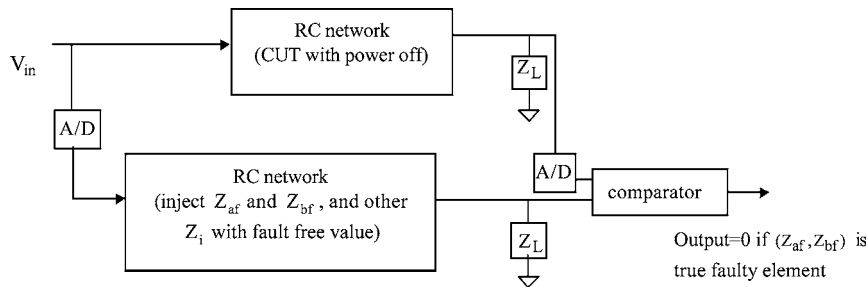 RC network
(CUT with power off)
V_in
Z_L
A/D
A/D
RC network
(inject Z_af and Z_bf , and other
Z_i with fault free value)
comparator
Z_L
Output=0 if (Z_af ,Z_bf) is
true faulty element